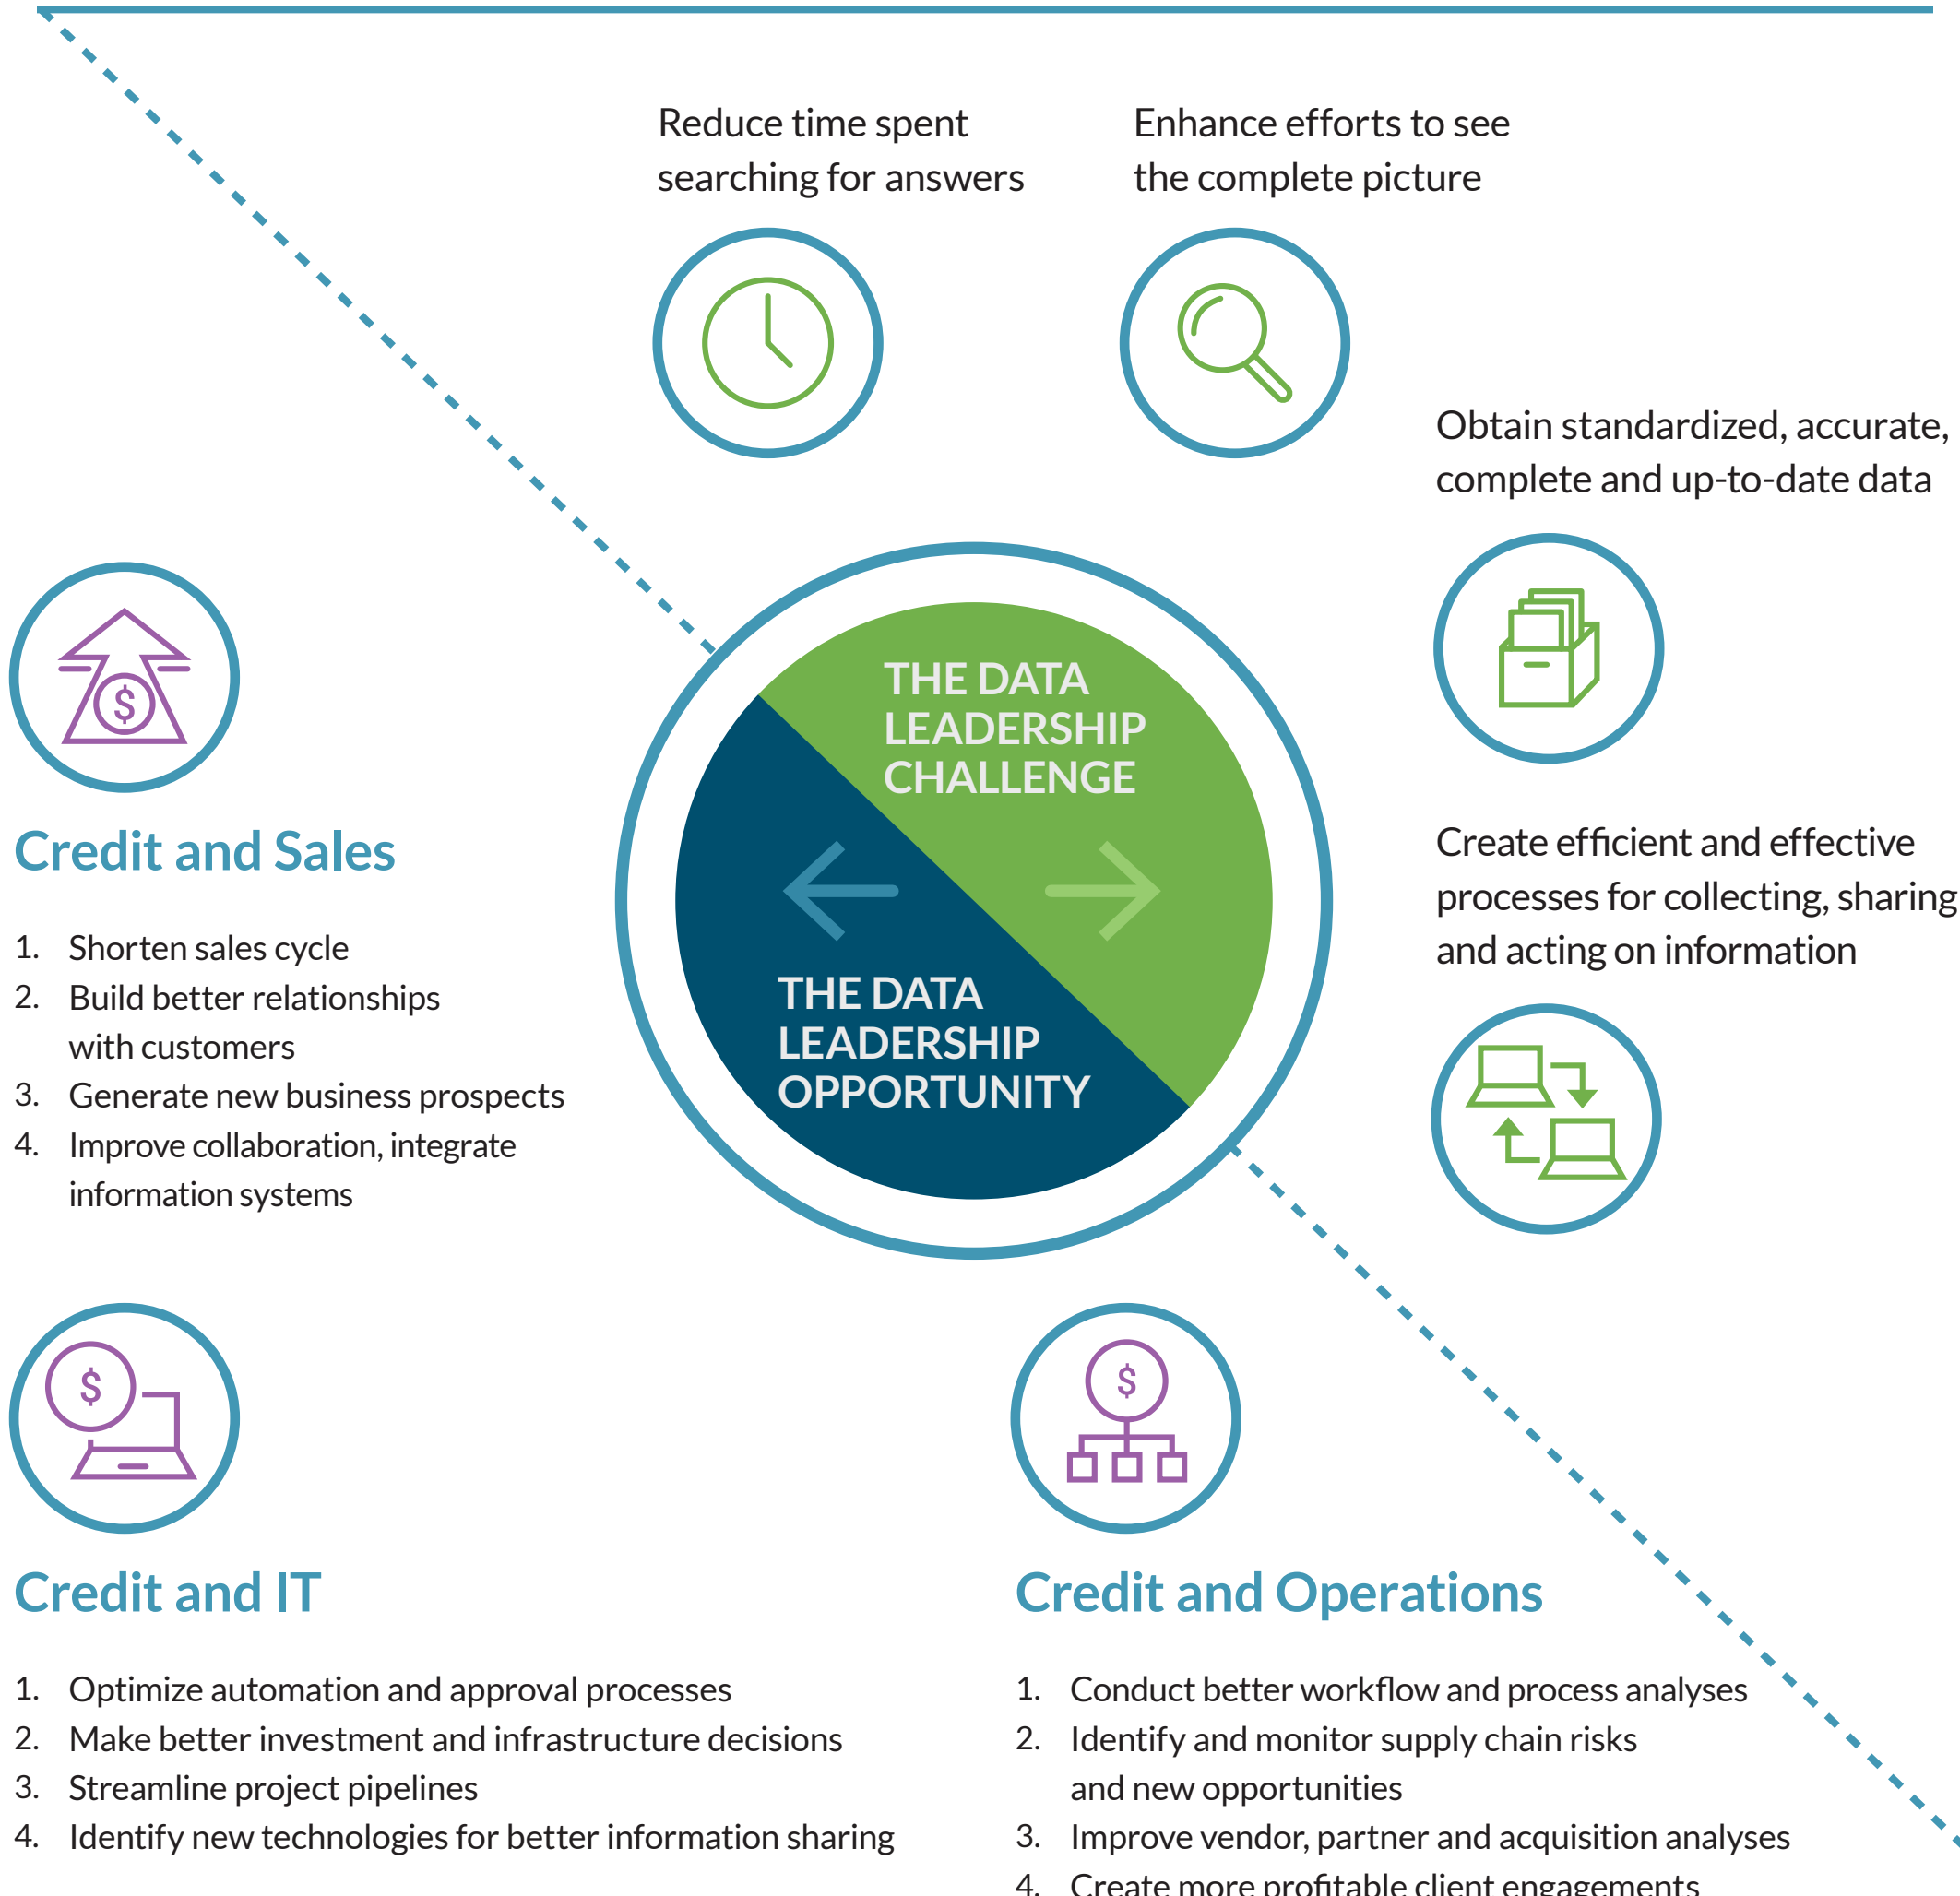 Reduce time spent
searching for answers
Enhance efforts to see
the complete picture
Obtain standardized, accurate,
complete and up-to-date data
THE DATA
LEADERSHIP
CHALLENGE
Create efficient and effective
processes for collecting, sharing
and acting on information
THE DATA
LEADERSHIP
OPPORTUNITY
$
Credit and Sales
1. Shorten sales cycle
2. Build better relationships
with customers
3. Generate new business prospects
4. Improve collaboration, integrate
information systems
$
Credit and IT
1. Optimize automation and approval processes
2. Make better investment and infrastructure decisions
3. Streamline project pipelines
4. Identify new technologies for better information sharing
$
Credit and Operations
1. Conduct better workflow and process analyses
2. Identify and monitor supply chain risks
and new opportunities
3. Improve vendor, partner and acquisition analyses
4. Create more profitable client engagements